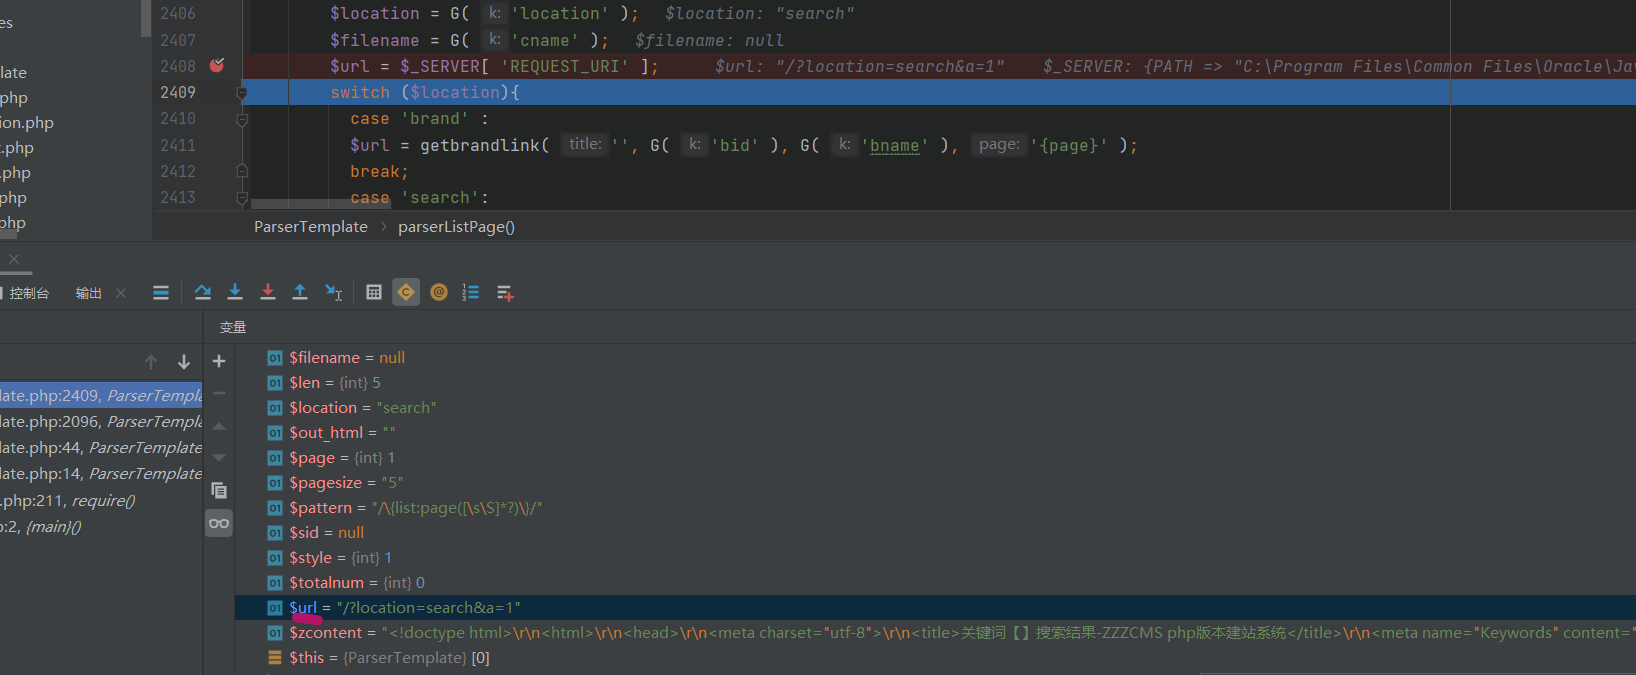 es
late
php
ion.php
t.php
.php
php
php
2406 $location = G( k: 'location' ); $location: "search"
2407 $filename = G( k: 'cname' ); $filename: null
2408 $url = $_SERVER[ 'REQUEST_URI' ]; $url: "/?location=search&a=1" $_SERVER: {PATH => "C:\Program Files\Common Files\Oracle\Jav
2409 switch ($location){
2410 case 'brand' :
2411 $url = getbrandlink( title: '', G( k: 'bid' ), G( k: 'bname' ), page: '{page}' );
2412 break;
2413 case 'search':
ParserTemplate › parserListPage()
控制台 输出
变量
late.php:2409, ParserTempla
late.php:2096, ParserTempla
late.php:44, ParserTemplate
late.php:14, ParserTemplate
.php:211, require()
p:2, {main}()
$filename = null
$len = {int} 5
$location = "search"
$out_html = ""
$page = {int} 1
$pagesize = "5"
$pattern = "/\{list:page([\s\S]*?)\}/"
$sid = null
$style = {int} 1
$totalnum = {int} 0
$url = "/?location=search&a=1"
$zcontent = "<!doctype html>\r\n<html>\r\n<head>\r\n<meta charset="utf-8">\r\n<title>关键词【】搜索结果-ZZZCMS php版本建站系统</title>\r\n<meta name="Keywords" content="
$this = {ParserTemplate} [0]